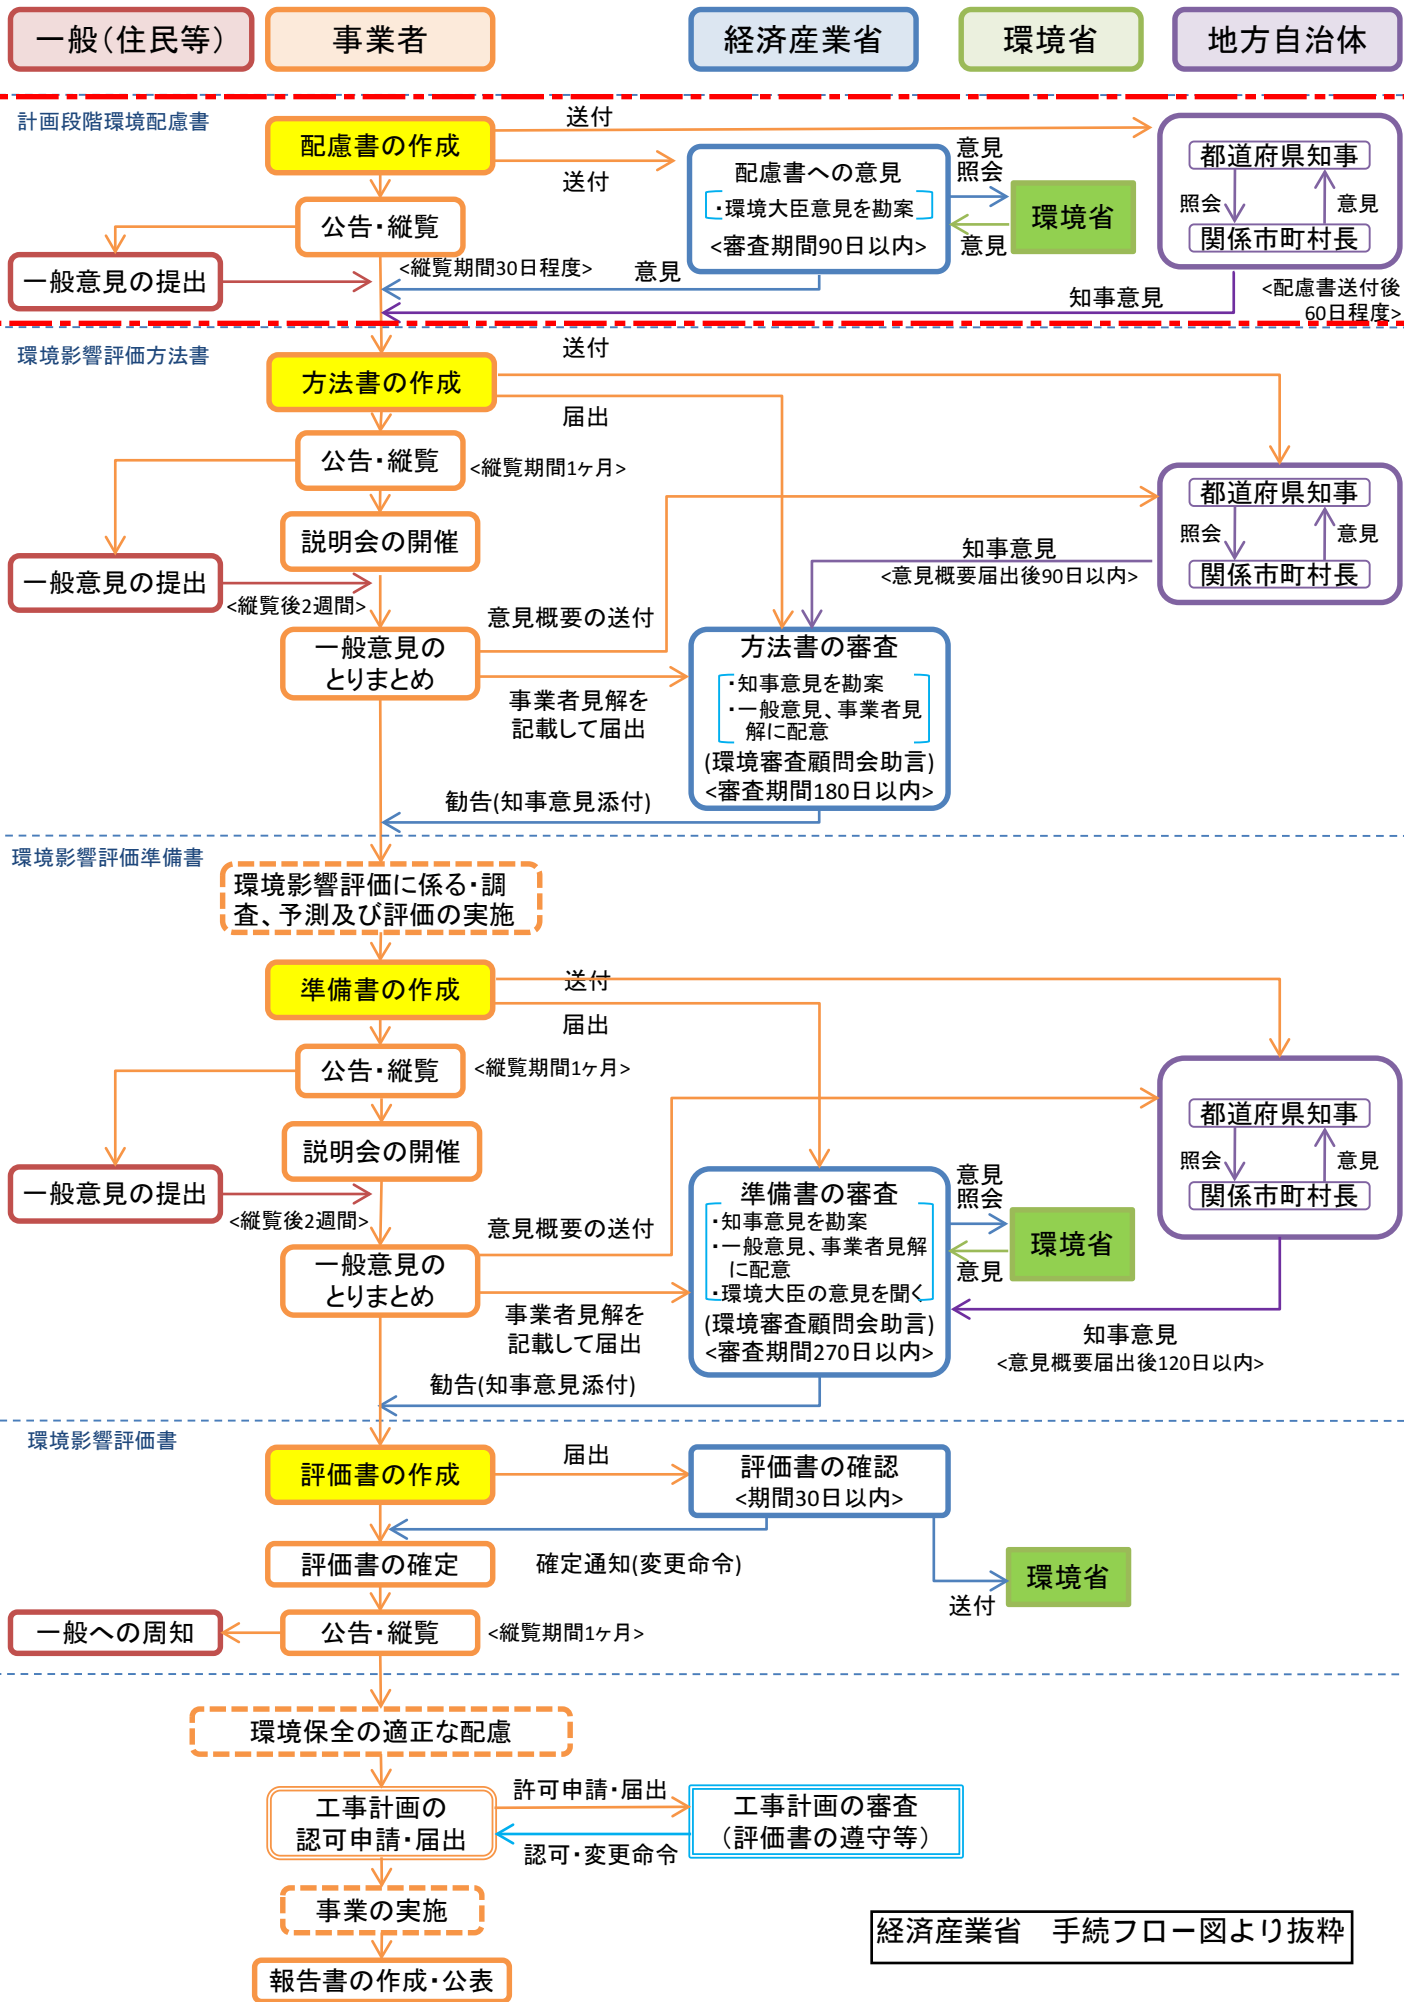 一般（住民等）
事業者
経済産業省
環境省
地方自治体
計画段階環境配慮書
配慮書の作成
送付
送付
公告・縦覧
<縦覧期間30日程度>
一般意見の提出
配慮書への意見
・環境大臣意見を勘案
<審査期間90日以内>
意見
照会
意見
環境省
都道府県知事
照会
意見
関係市町村長
意見
知事意見
<配慮書送付後
60日程度>
環境影響評価方法書
方法書の作成
送付
届出
公告・縦覧
<縦覧期間1ヶ月>
説明会の開催
一般意見の提出
<縦覧後2週間>
一般意見の
とりまとめ
意見概要の送付
事業者見解を
記載して届出
都道府県知事
照会
意見
関係市町村長
知事意見
<意見概要届出後90日以内>
方法書の審査
・知事意見を勘案
・一般意見、事業者見
解に配意
(環境審査顧問会助言)
<審査期間180日以内>
勧告(知事意見添付)
環境影響評価準備書
環境影響評価に係る・調
査、予測及び評価の実施
準備書の作成
送付
届出
公告・縦覧
<縦覧期間1ヶ月>
説明会の開催
一般意見の提出
<縦覧後2週間>
一般意見の
とりまとめ
意見概要の送付
事業者見解を
記載して届出
準備書の審査
・知事意見を勘案
・一般意見、事業者見解
に配意
・環境大臣の意見を聞く
(環境審査顧問会助言)
<審査期間270日以内>
意見
照会
意見
環境省
都道府県知事
照会
意見
関係市町村長
知事意見
<意見概要届出後120日以内>
勧告(知事意見添付)
環境影響評価書
評価書の作成
届出
評価書の確認
<期間30日以内>
評価書の確定
確定通知(変更命令)
環境省
送付
一般への周知
公告・縦覧
<縦覧期間1ヶ月>
環境保全の適正な配慮
工事計画の
認可申請・届出
許可申請・届出
認可・変更命令
工事計画の審査
（評価書の遵守等）
事業の実施
報告書の作成・公表
経済産業省　手続フロー図より抜粋